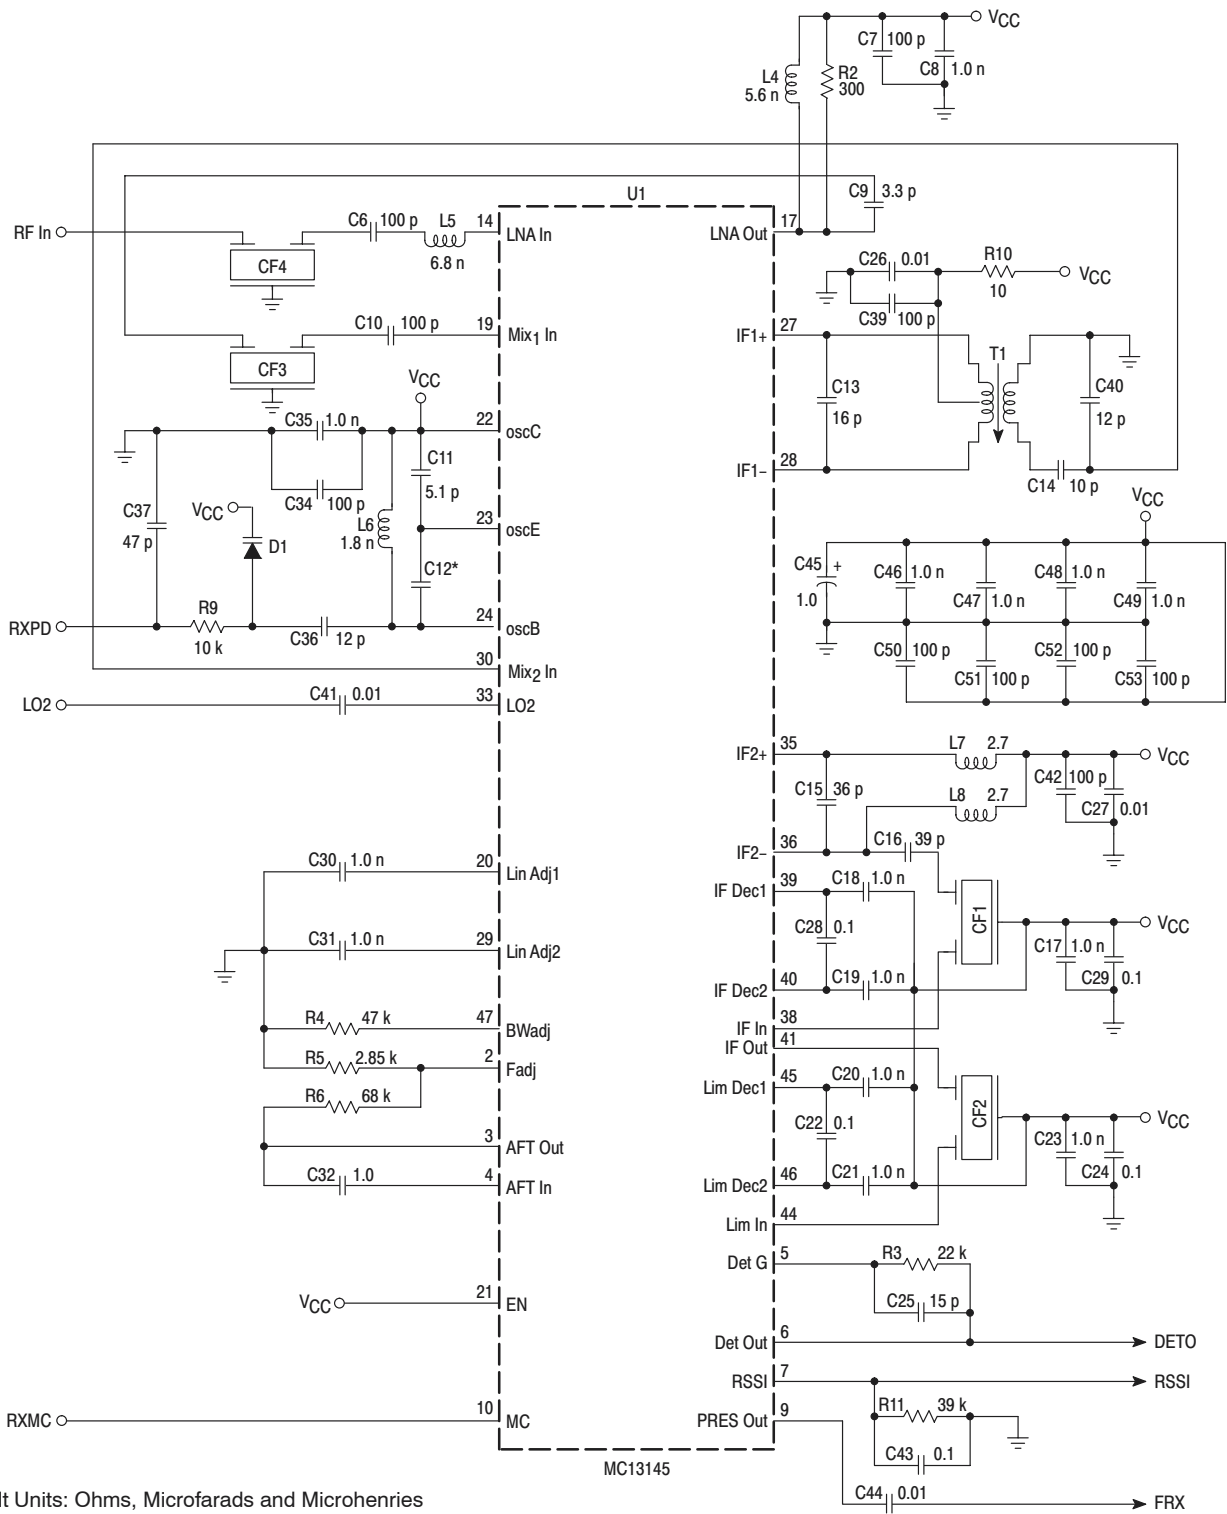 VCC
C7 100 p
C8 1.0 n
L4
5.6 n
R2
300
U1
C9 3.3 p
RF In
C6 100 p
L5
6.8 n
CF4
14
LNA In
17
LNA Out
C26 0.01
R10
10
VCC
C39 100 p
C10 100 p
19
Mix1 In
CF3
27
IF1+
T1
C13
16 p
C40
12 p
VCC
C35 1.0 n
22
oscC
C11
5.1 p
28
IF1–
C14 10 p
C34 100 p
C37
47 p
VCC
D1
L6
1.8 n
23
oscE
C12*
VCC
C45 +
1.0
C46 1.0 n
C47 1.0 n
C48 1.0 n
C49 1.0 n
RXPD
R9
10 k
C36 12 p
24
oscB
C50 100 p
C51 100 p
C52 100 p
C53 100 p
30
Mix2 In
LO2
C41 0.01
33
LO2
35
IF2+
L7 2.7
VCC
C15 36 p
L8 2.7
C42 100 p
C27 0.01
36
IF2–
C16 39 p
C30 1.0 n
20
Lin Adj1
39
IF Dec1
C18 1.0 n
CF1
C28 0.1
VCC
C17 1.0 n
C29 0.1
C31 1.0 n
29
Lin Adj2
40
IF Dec2
C19 1.0 n
38
IF In
R4 47 k
47
BWadj
IF Out
41
R5 2.85 k
2
Fadj
45
Lim Dec1
C20 1.0 n
R6 68 k
CF2
C22 0.1
VCC
C23 1.0 n
C24 0.1
3
AFT Out
C32 1.0
4
AFT In
46
Lim Dec2
C21 1.0 n
44
Lim In
5
Det G
R3 22 k
C25 15 p
VCC
21
EN
6
Det Out
DETO
7
RSSI
RSSI
RXMC
10
MC
9
PRES Out
R11 39 k
C43 0.1
MC13145
C44 0.01
FRX
lt Units: Ohms, Microfarads and Microhenries